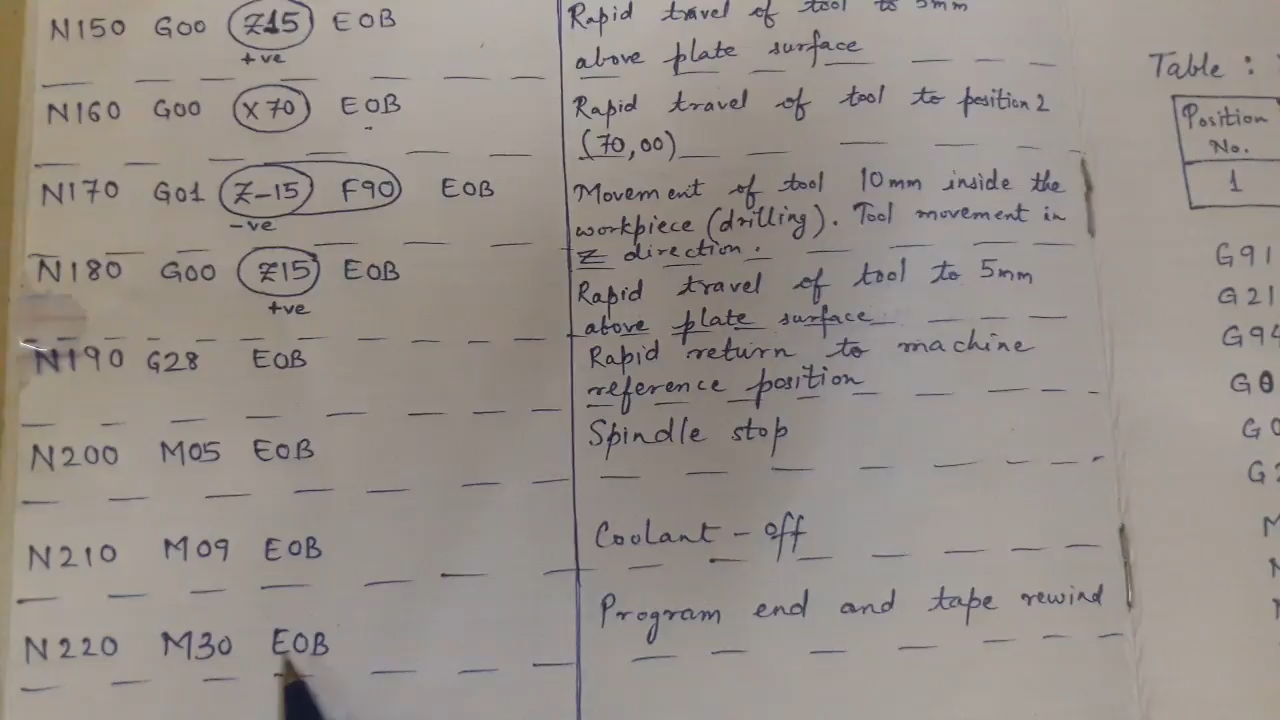 N150 G00 Z15 EOB
+ve
Rapid travel of tool to 5mm
above plate surface
N160 G00 X70 EOB
Rapid travel of tool to position 2
(70,00)
N170 G01 Z-15 F90 EOB
-ve
Movement of tool 10mm inside the
workpiece (drilling). Tool movement in
Z direction.
N180 G00 Z15 EOB
+ve
Rapid travel of tool to 5mm
above plate surface
N190 G28 EOB
Rapid return to machine
reference position
N200 M05 EOB
Spindle stop
N210 M09 EOB
Coolant - off
N220 M30 EOB
Program end and tape rewind
Table :
Position
No.
1
G91
G21
G94